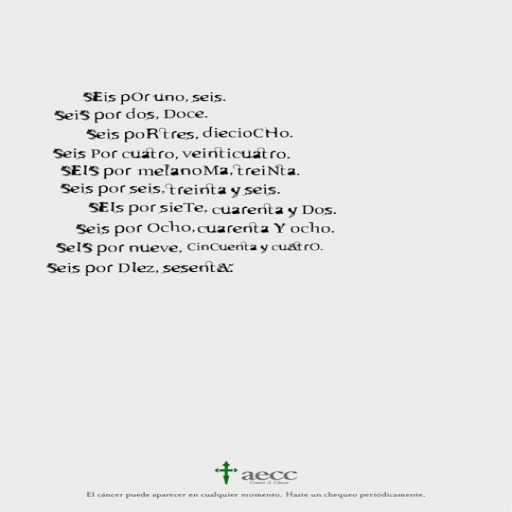 SEis pOr uno, seis.
SeiS por dos, Doce.
Seis poR tres, diecioCHo.
Seis Por cuatro, veinticuatro.
SEIS por melanoMa, treiNta.
Seis por seis, treinta y seis.
SEIs por sieTe, cuarenta y Dos.
Seis por Ocho, cuarenta Y ocho.
SeIS por nueve, CinCuenta y cuAtrO.
Seis por DIez, sesentA.
aecc
Contra el Cáncer
El cáncer puede aparecer en cualquier momento. Hazte un chequeo periódicamente.